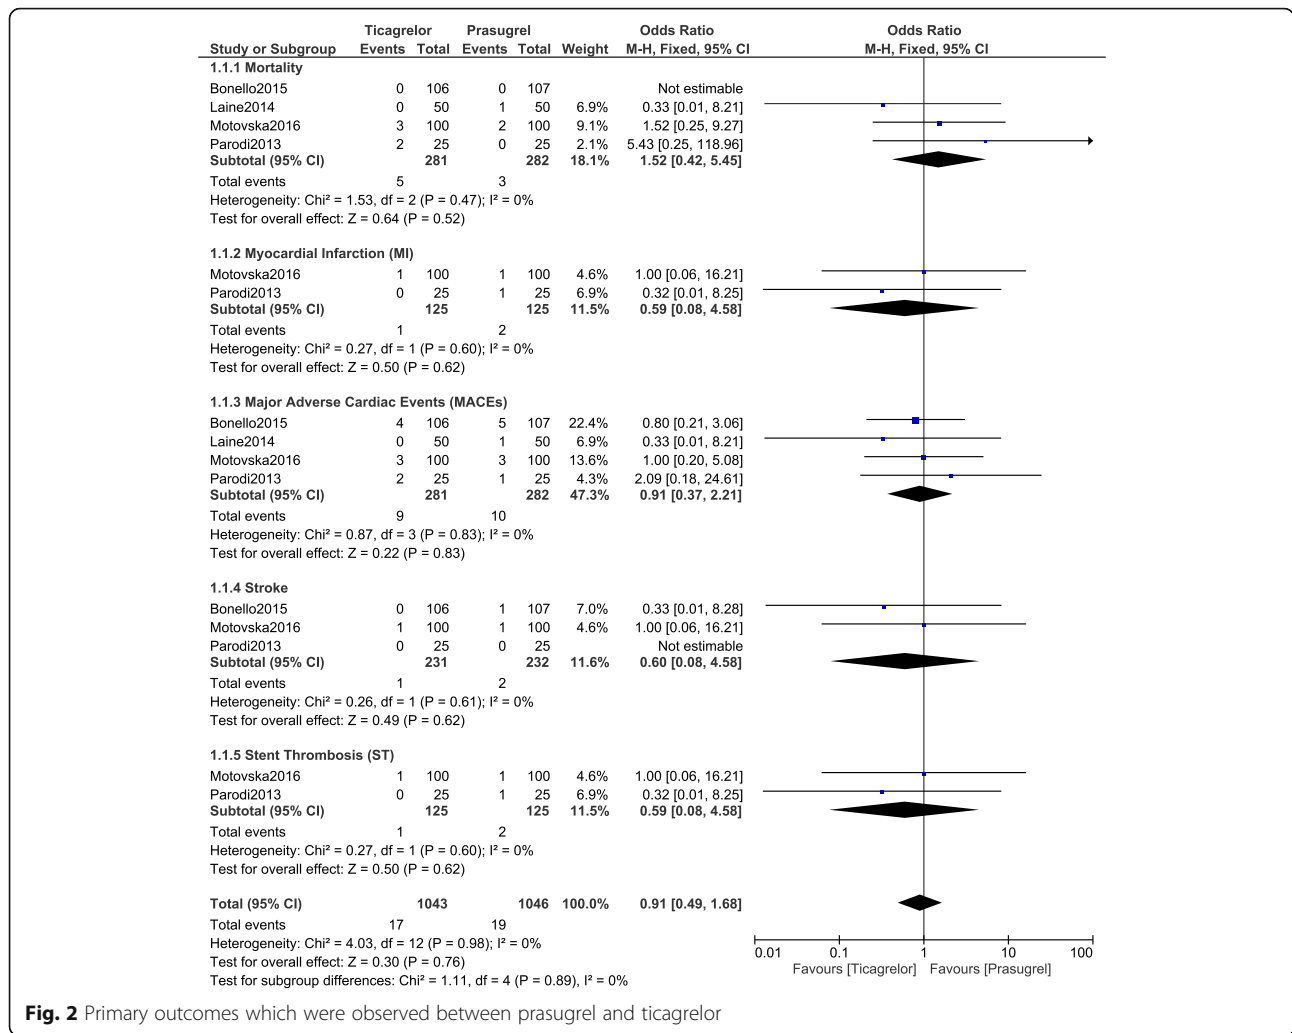 Ticagrelor Prasugrel Odds Ratio Odds Ratio
Study or Subgroup Events Total Events Total Weight M-H, Fixed, 95% CI M-H, Fixed, 95% CI
1.1.1 Mortality
Bonello2015 0 106 0 107 Not estimable
Laine2014 0 50 1 50 6.9% 0.33 [0.01, 8.21]
Motovska2016 3 100 2 100 9.1% 1.52 [0.25, 9.27]
Parodi2013 2 25 0 25 2.1% 5.43 [0.25, 118.96]
Subtotal (95% CI) 281 282 18.1% 1.52 [0.42, 5.45]
Total events 5 3
Heterogeneity: Chi² = 1.53, df = 2 (P = 0.47); I² = 0%
Test for overall effect: Z = 0.64 (P = 0.52)
1.1.2 Myocardial Infarction (MI)
Motovska2016 1 100 1 100 4.6% 1.00 [0.06, 16.21]
Parodi2013 0 25 1 25 6.9% 0.32 [0.01, 8.25]
Subtotal (95% CI) 125 125 11.5% 0.59 [0.08, 4.58]
Total events 1 2
Heterogeneity: Chi² = 0.27, df = 1 (P = 0.60); I² = 0%
Test for overall effect: Z = 0.50 (P = 0.62)
1.1.3 Major Adverse Cardiac Events (MACEs)
Bonello2015 4 106 5 107 22.4% 0.80 [0.21, 3.06]
Laine2014 0 50 1 50 6.9% 0.33 [0.01, 8.21]
Motovska2016 3 100 3 100 13.6% 1.00 [0.20, 5.08]
Parodi2013 2 25 1 25 4.3% 2.09 [0.18, 24.61]
Subtotal (95% CI) 281 282 47.3% 0.91 [0.37, 2.21]
Total events 9 10
Heterogeneity: Chi² = 0.87, df = 3 (P = 0.83); I² = 0%
Test for overall effect: Z = 0.22 (P = 0.83)
1.1.4 Stroke
Bonello2015 0 106 1 107 7.0% 0.33 [0.01, 8.28]
Motovska2016 1 100 1 100 4.6% 1.00 [0.06, 16.21]
Parodi2013 0 25 0 25 Not estimable
Subtotal (95% CI) 231 232 11.6% 0.60 [0.08, 4.58]
Total events 1 2
Heterogeneity: Chi² = 0.26, df = 1 (P = 0.61); I² = 0%
Test for overall effect: Z = 0.49 (P = 0.62)
1.1.5 Stent Thrombosis (ST)
Motovska2016 1 100 1 100 4.6% 1.00 [0.06, 16.21]
Parodi2013 0 25 1 25 6.9% 0.32 [0.01, 8.25]
Subtotal (95% CI) 125 125 11.5% 0.59 [0.08, 4.58]
Total events 1 2
Heterogeneity: Chi² = 0.27, df = 1 (P = 0.60); I² = 0%
Test for overall effect: Z = 0.50 (P = 0.62)
Total (95% CI) 1043 1046 100.0% 0.91 [0.49, 1.68]
Total events 17 19
Heterogeneity: Chi² = 4.03, df = 12 (P = 0.98); I² = 0%
Test for overall effect: Z = 0.30 (P = 0.76)
Test for subgroup differences: Chi² = 1.11, df = 4 (P = 0.89), I² = 0%
0.01 0.1 1 10 100
Favours [Ticagrelor] Favours [Prasugrel]
Fig. 2 Primary outcomes which were observed between prasugrel and ticagrelor